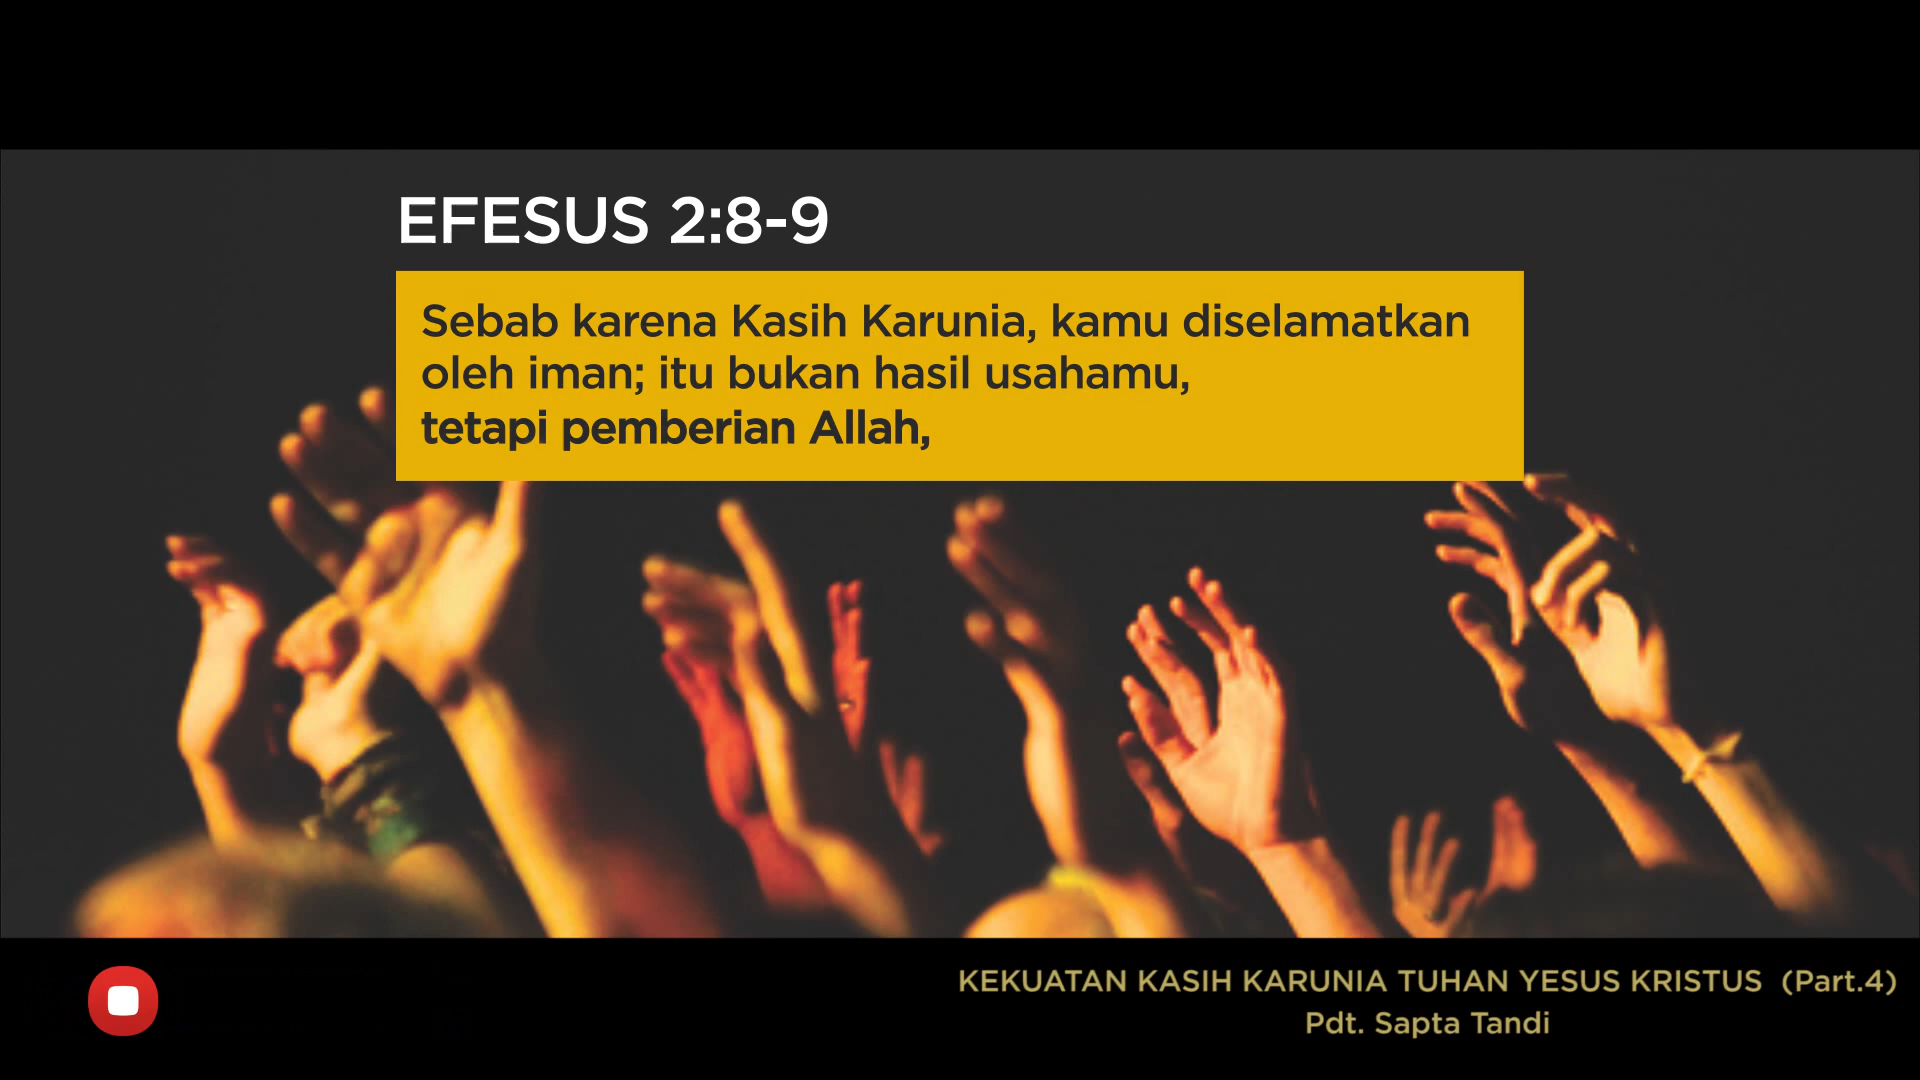 EFESUS 2:8-9
Sebab karena Kasih Karunia, kamu diselamatkan
oleh iman; itu bukan hasil usahamu,
tetapi pemberian Allah,
KEKUATAN KASIH KARUNIA TUHAN YESUS KRISTUS (Part.4)
Pdt. Sapta Tandi